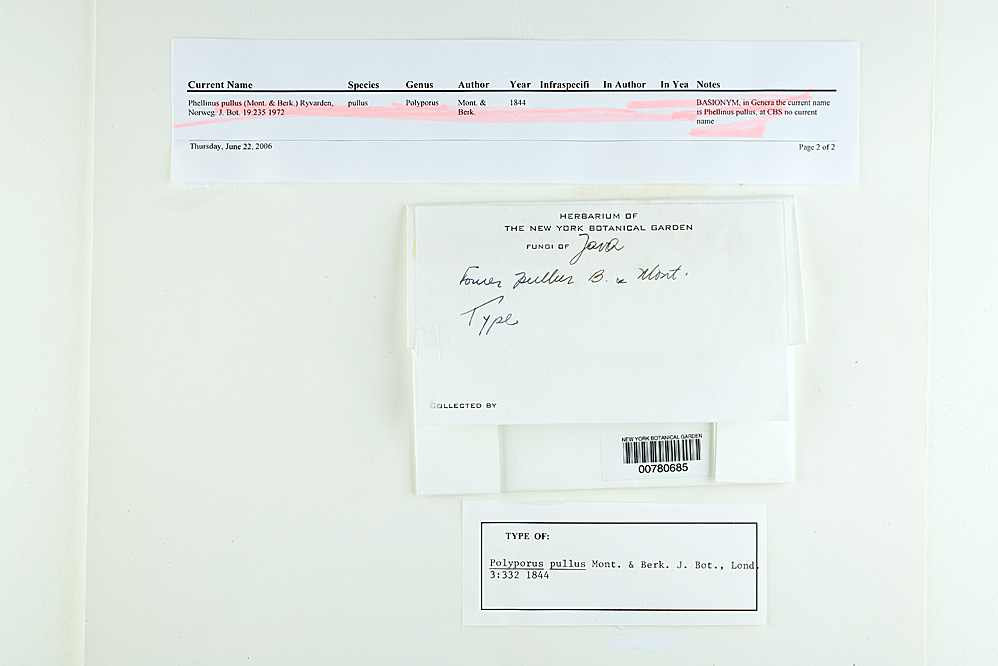 Current Name Species Genus Author Year Infraspecifi In Author In Yea Notes
Phellinus pullus (Mont. & Berk.) Ryvarden, pullus Polyporus Mont. & 1844 BASIONYM, in Genera the current name
Norweg. J. Bot. 19:235 1972 Berk. is Phellinus pullus, at CBS no current
name
Thursday, June 22, 2006 Page 2 of 2
HERBARIUM OF
THE NEW YORK BOTANICAL GARDEN
FUNGI OF Java
Fomes pullus B. & Mont.
Type
COLLECTED BY
NEW YORK BOTANICAL GARDEN
00780685
TYPE OF:
Polyporus pullus Mont. & Berk. J. Bot., Lond.
3:332 1844